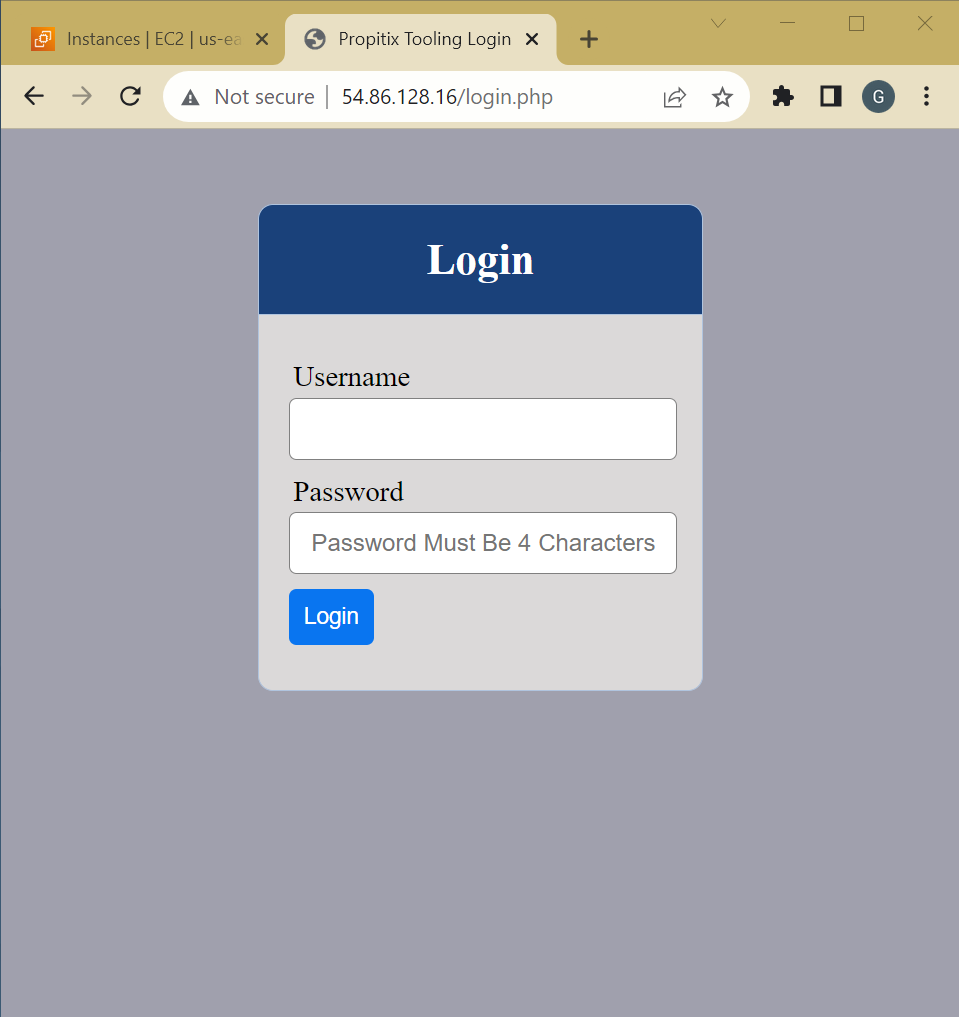 Instances | EC2 | us-ea
Propitix Tooling Login
Not secure
54.86.128.16/login.php
G
Login
Username
Password
Password Must Be 4 Characters
Login